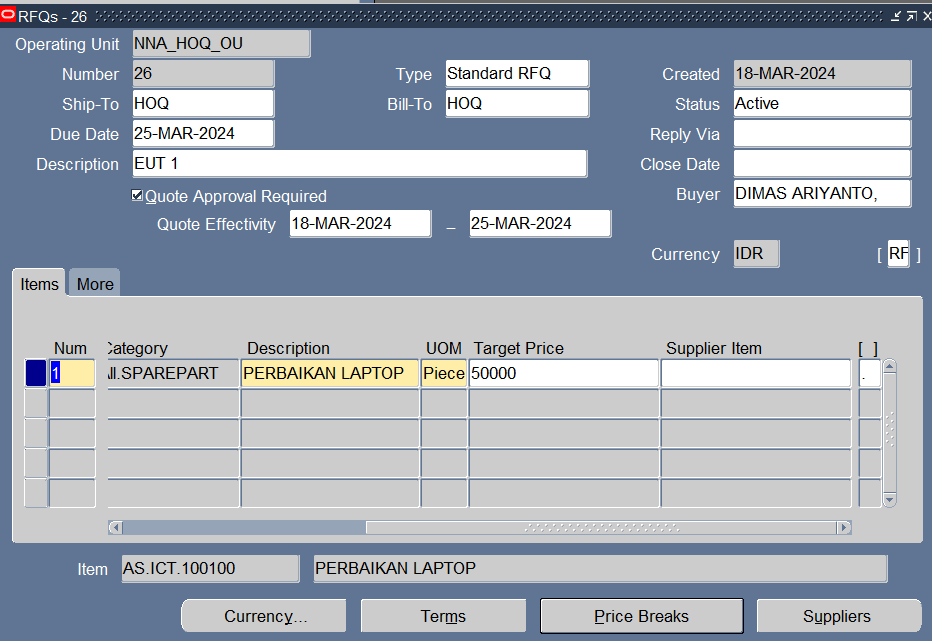 RFQs - 26
Operating Unit NNA_HOQ_OU
Number 26 Type Standard RFQ Created 18-MAR-2024
Ship-To HOQ Bill-To HOQ Status Active
Due Date 25-MAR-2024 Reply Via
Description EUT 1 Close Date
Buyer DIMAS ARIYANTO,
Quote Approval Required
Quote Effectivity 18-MAR-2024 – 25-MAR-2024
Currency IDR [ RF ]
Items More
Num Category Description UOM Target Price Supplier Item [ ]
1 All.SPAREPART PERBAIKAN LAPTOP Piece 50000 .
Item AS.ICT.100100 PERBAIKAN LAPTOP
Currency... Terms Price Breaks Suppliers